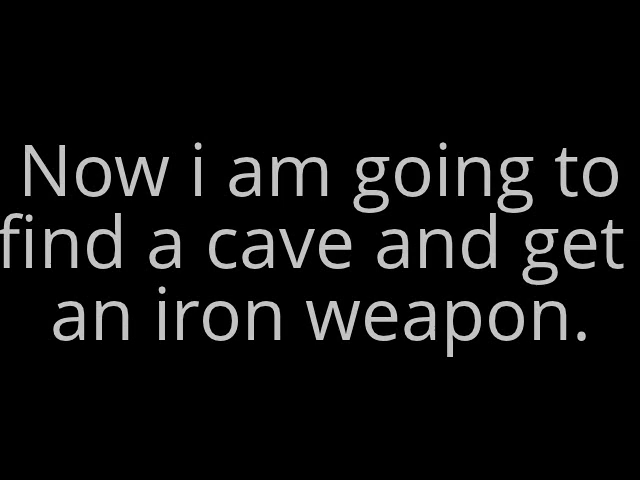 Now i am going to
find a cave and get
an iron weapon.